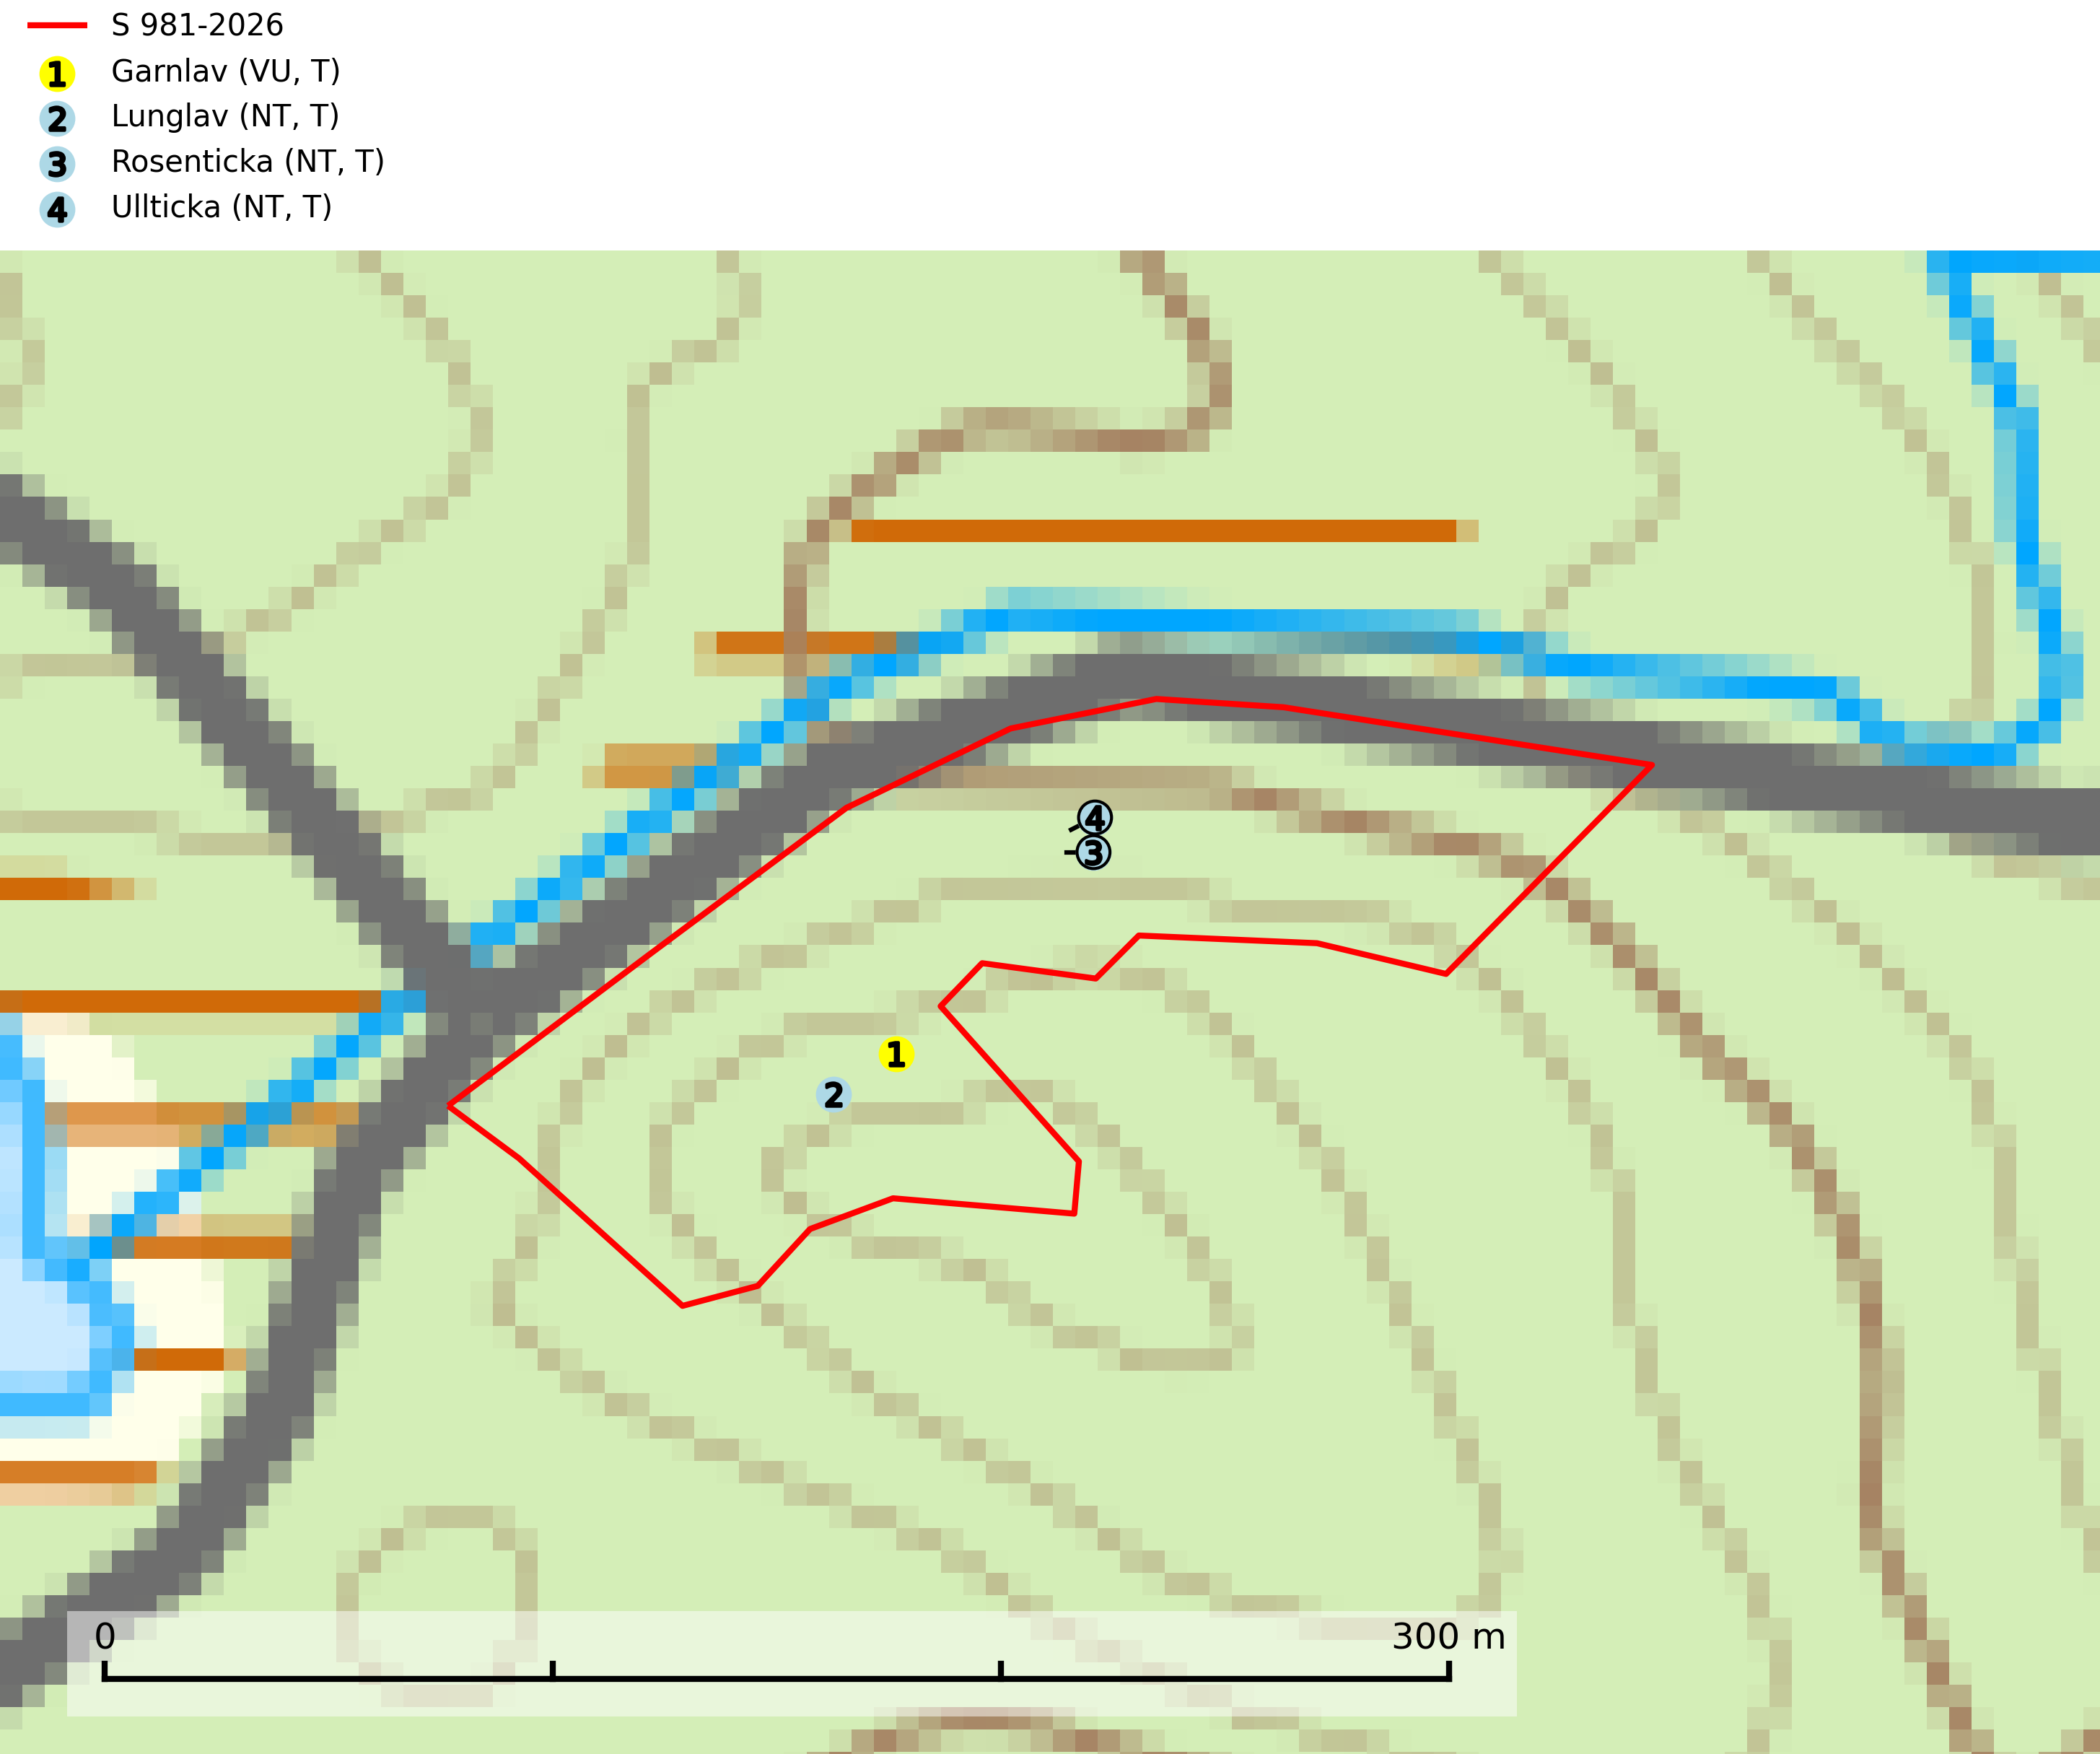 S 981-2026
1 Garnlav (VU, T)
2 Lunglav (NT, T)
3 Rosenticka (NT, T)
4 Ullticka (NT, T)
4
3
1
2
0 300 m